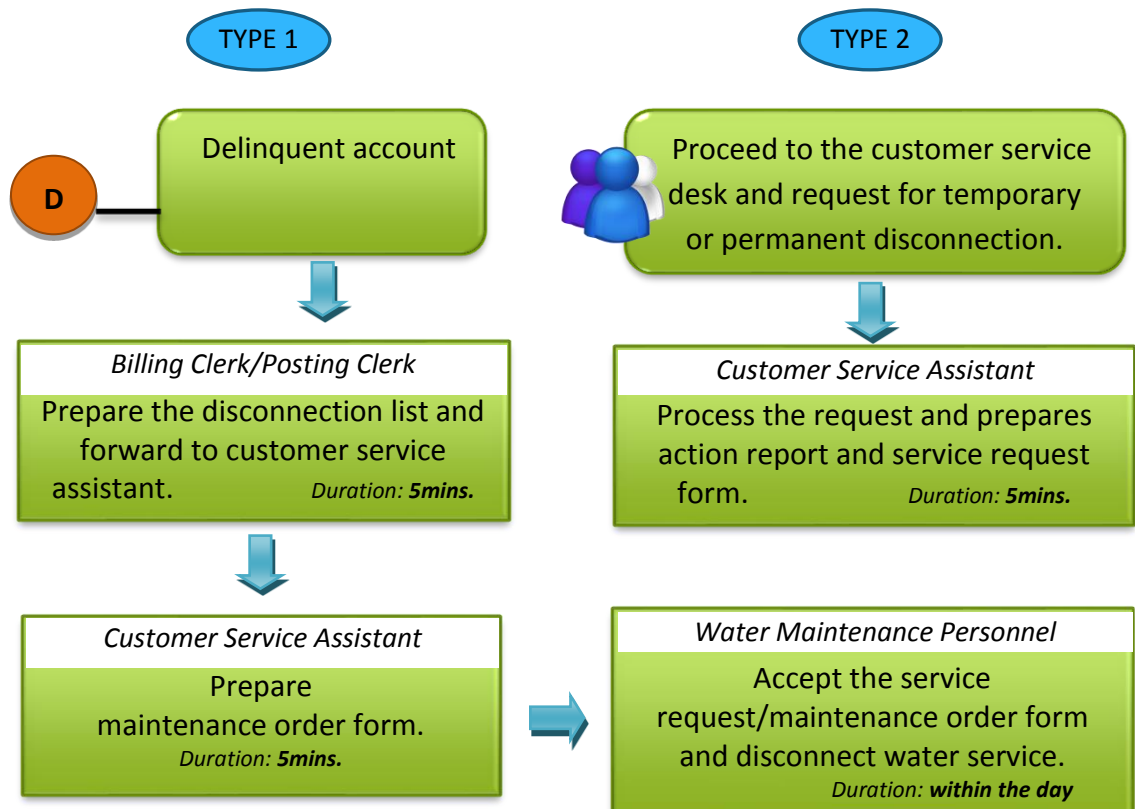 TYPE 1
D
Delinquent account
Billing Clerk/Posting Clerk
Prepare the disconnection list and
forward to customer service
assistant. Duration: 5mins.
Customer Service Assistant
Prepare
maintenance order form.
Duration: 5mins.
TYPE 2
Proceed to the customer service
desk and request for temporary
or permanent disconnection.
Customer Service Assistant
Process the request and prepares
action report and service request
form. Duration: 5mins.
Water Maintenance Personnel
Accept the service
request/maintenance order form
and disconnect water service.
Duration: within the day